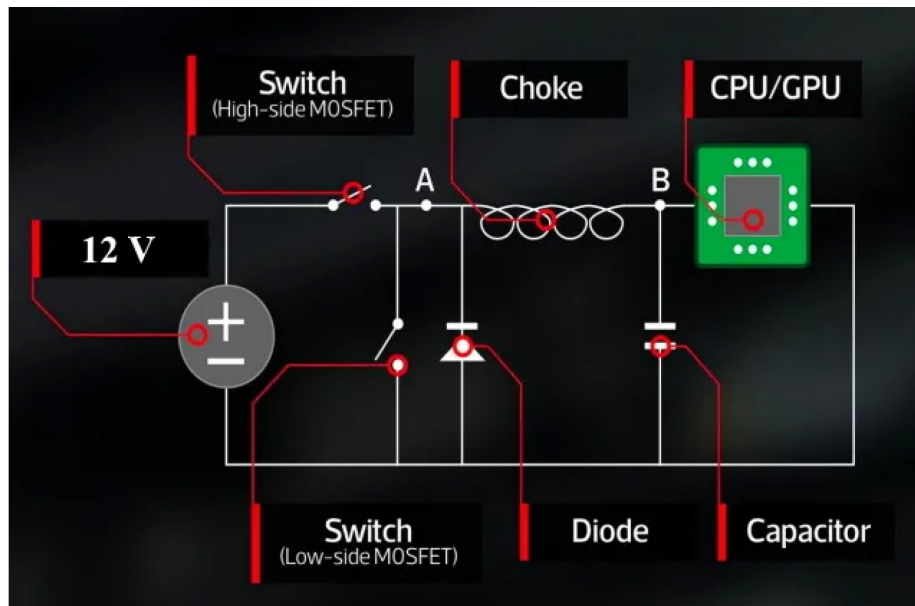 Switch
(High-side MOSFET)
Choke
CPU/GPU
A
B
12 V
Switch
(Low-side MOSFET)
Diode
Capacitor